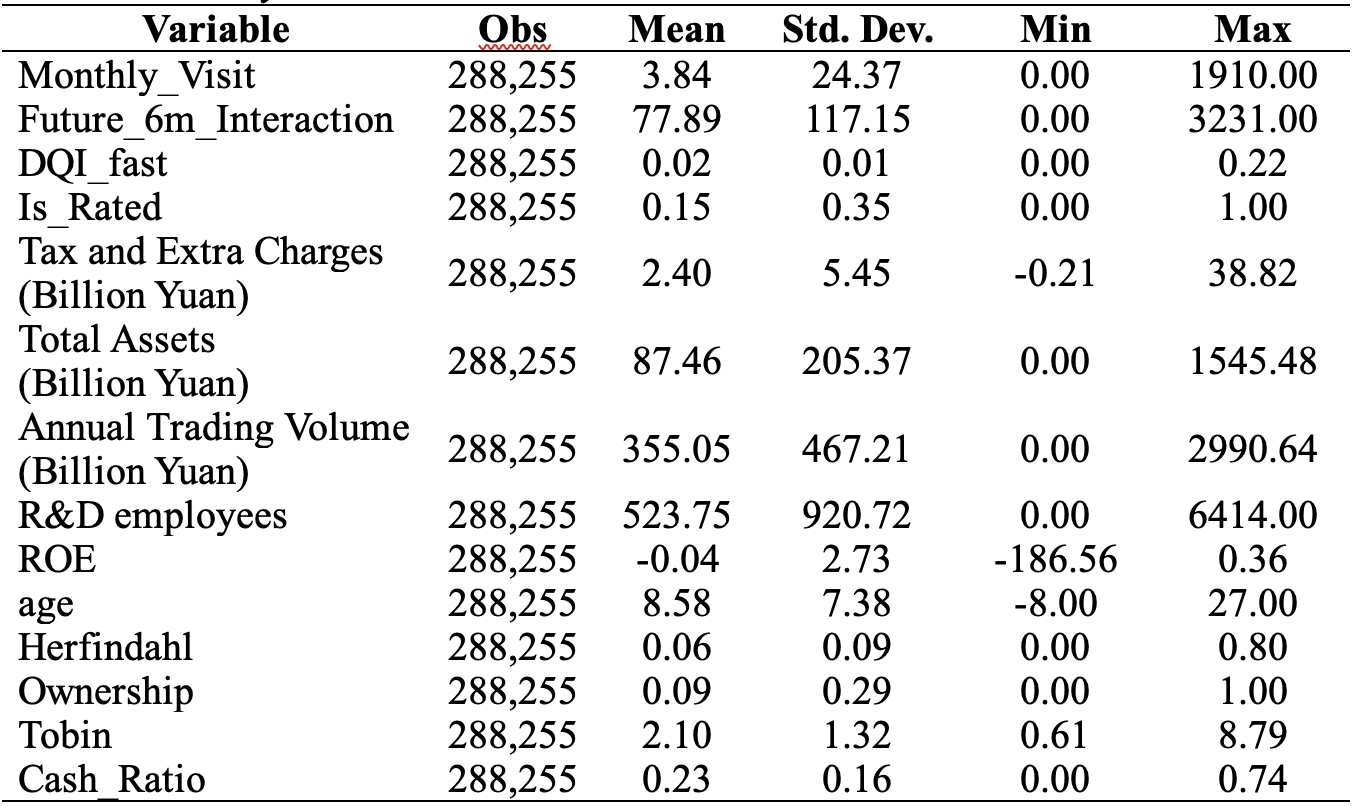 Variable Obs Mean Std. Dev. Min Max
Monthly_Visit 288,255 3.84 24.37 0.00 1910.00
Future_6m_Interaction 288,255 77.89 117.15 0.00 3231.00
DQI_fast 288,255 0.02 0.01 0.00 0.22
Is_Rated 288,255 0.15 0.35 0.00 1.00
Tax and Extra Charges
(Billion Yuan) 288,255 2.40 5.45 -0.21 38.82
Total Assets
(Billion Yuan) 288,255 87.46 205.37 0.00 1545.48
Annual Trading Volume
(Billion Yuan) 288,255 355.05 467.21 0.00 2990.64
R&D employees 288,255 523.75 920.72 0.00 6414.00
ROE 288,255 -0.04 2.73 -186.56 0.36
age 288,255 8.58 7.38 -8.00 27.00
Herfindahl 288,255 0.06 0.09 0.00 0.80
Ownership 288,255 0.09 0.29 0.00 1.00
Tobin 288,255 2.10 1.32 0.61 8.79
Cash_Ratio 288,255 0.23 0.16 0.00 0.74